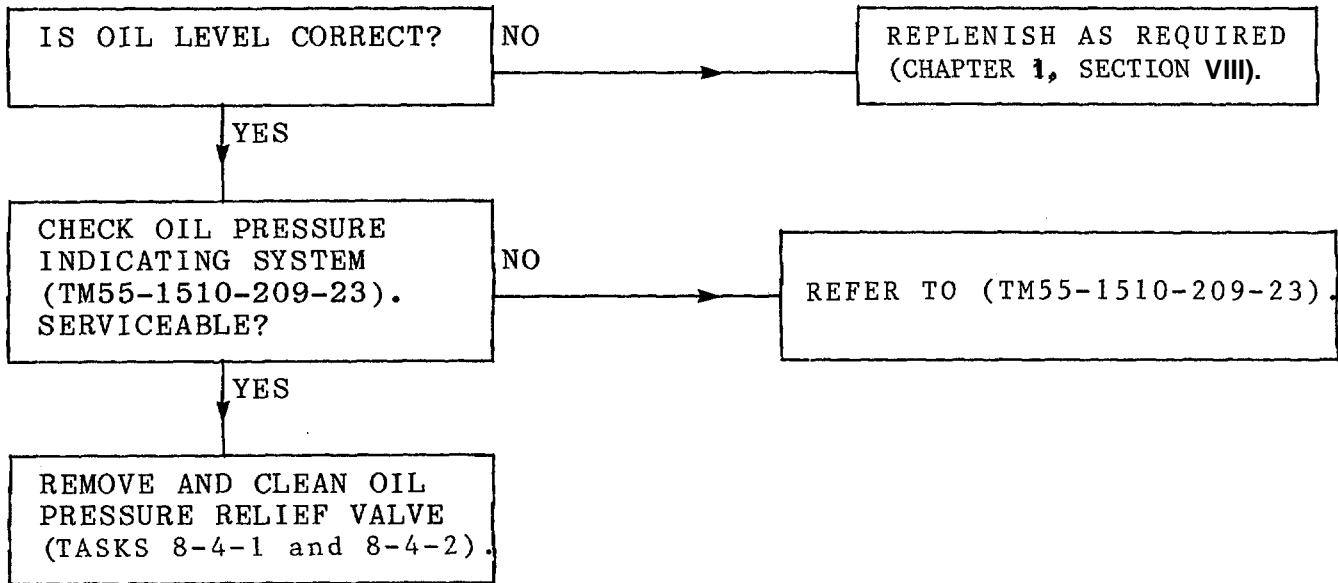 IS OIL LEVEL CORRECT?
NO
REPLENISH AS REQUIRED
(CHAPTER 1, SECTION VIII).
YES
CHECK OIL PRESSURE
INDICATING SYSTEM
(TM55-1510-209-23).
SERVICEABLE?
NO
REFER TO (TM55-1510-209-23).
YES
REMOVE AND CLEAN OIL
PRESSURE RELIEF VALVE
(TASKS 8-4-1 and 8-4-2).